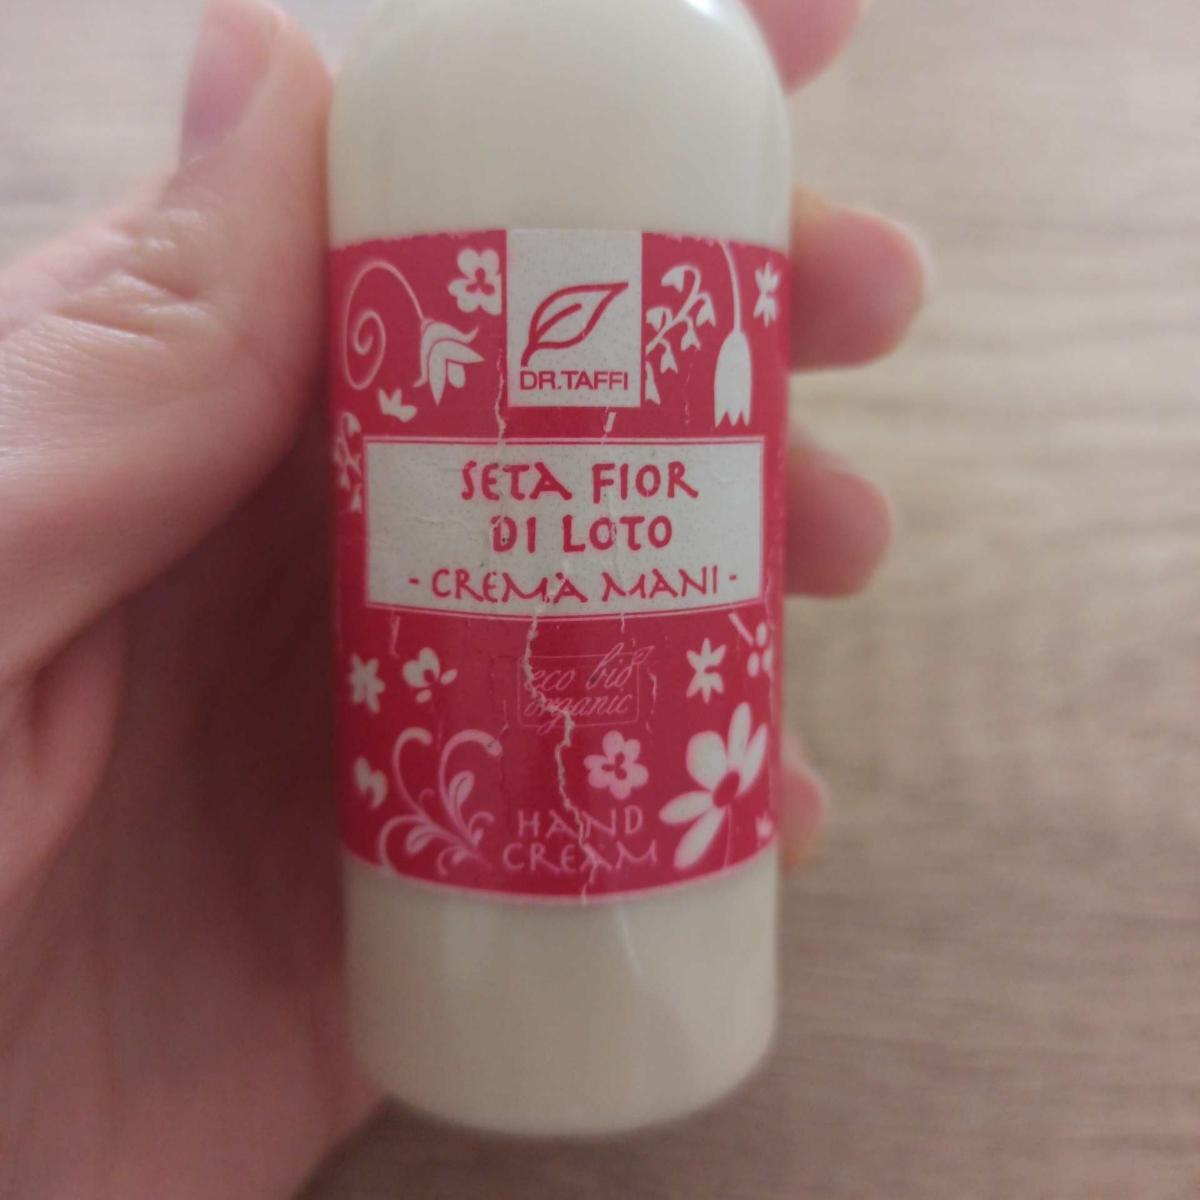 DR.TAFFI
SETA FIOR
DI LOTO
- CREMA MANI -
eco bio
organic
HAND
CREAM